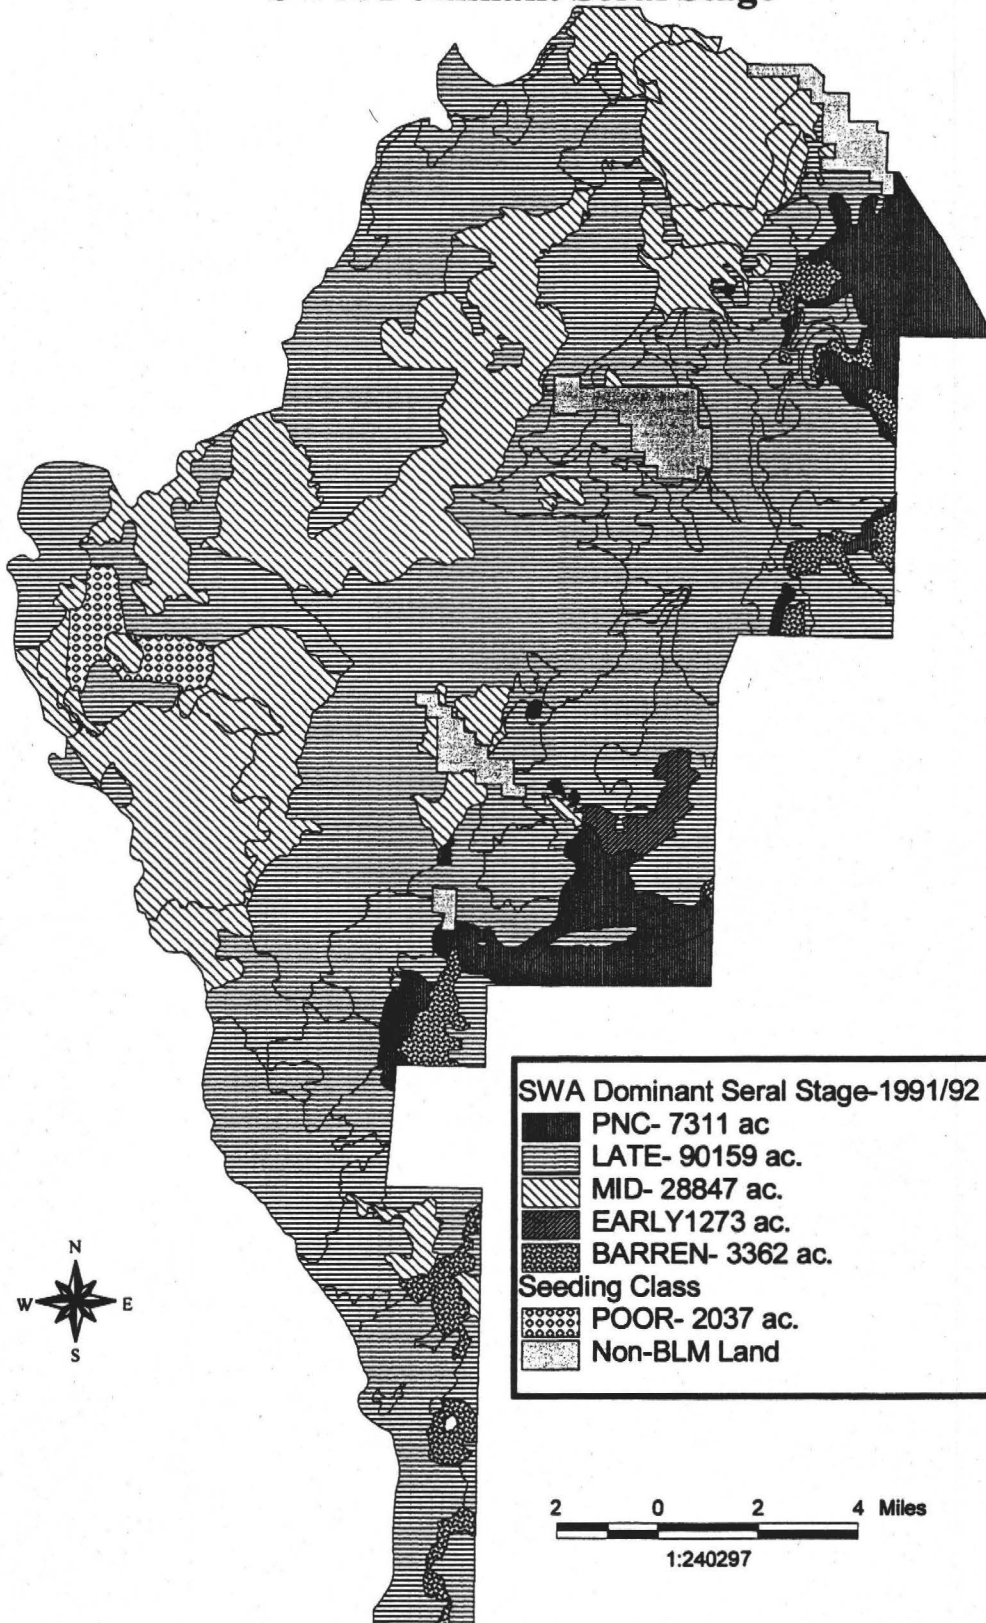 SWA Dominant Seral Stage-1991/92
PNC- 7311 ac
LATE- 90159 ac.
MID- 28847 ac.
EARLY1273 ac.
BARREN- 3362 ac.
Seeding Class
POOR- 2037 ac.
Non-BLM Land
N
W E
S
2 0 2 4 Miles
1:240297